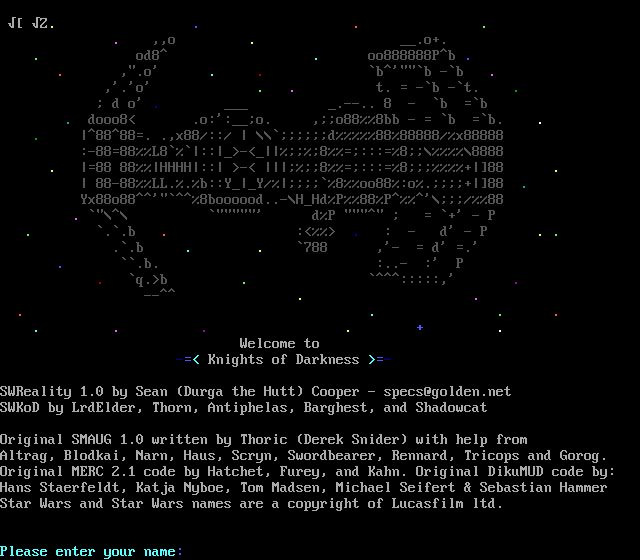 Welcome to
-=< Knights of Darkness >=-
SWReality 1.0 by Sean (Durga the Hutt) Cooper - specs@golden.net
SWKoD by LrdElder, Thorn, Antiphelas, Barghest, and Shadowcat
Original SMAUG 1.0 written by Thoric (Derek Snider) with help from
Altrag, Blodkai, Narn, Haus, Scryn, Swordbearer, Rennard, Tricops and Gorog.
Original MERC 2.1 code by Hatchet, Furey, and Kahn. Original DikuMUD code by:
Hans Staerfeldt, Katja Nyboe, Tom Madsen, Michael Seifert & Sebastian Hammer
Star Wars and Star Wars names are a copyright of Lucasfilm ltd.
Please enter your name: